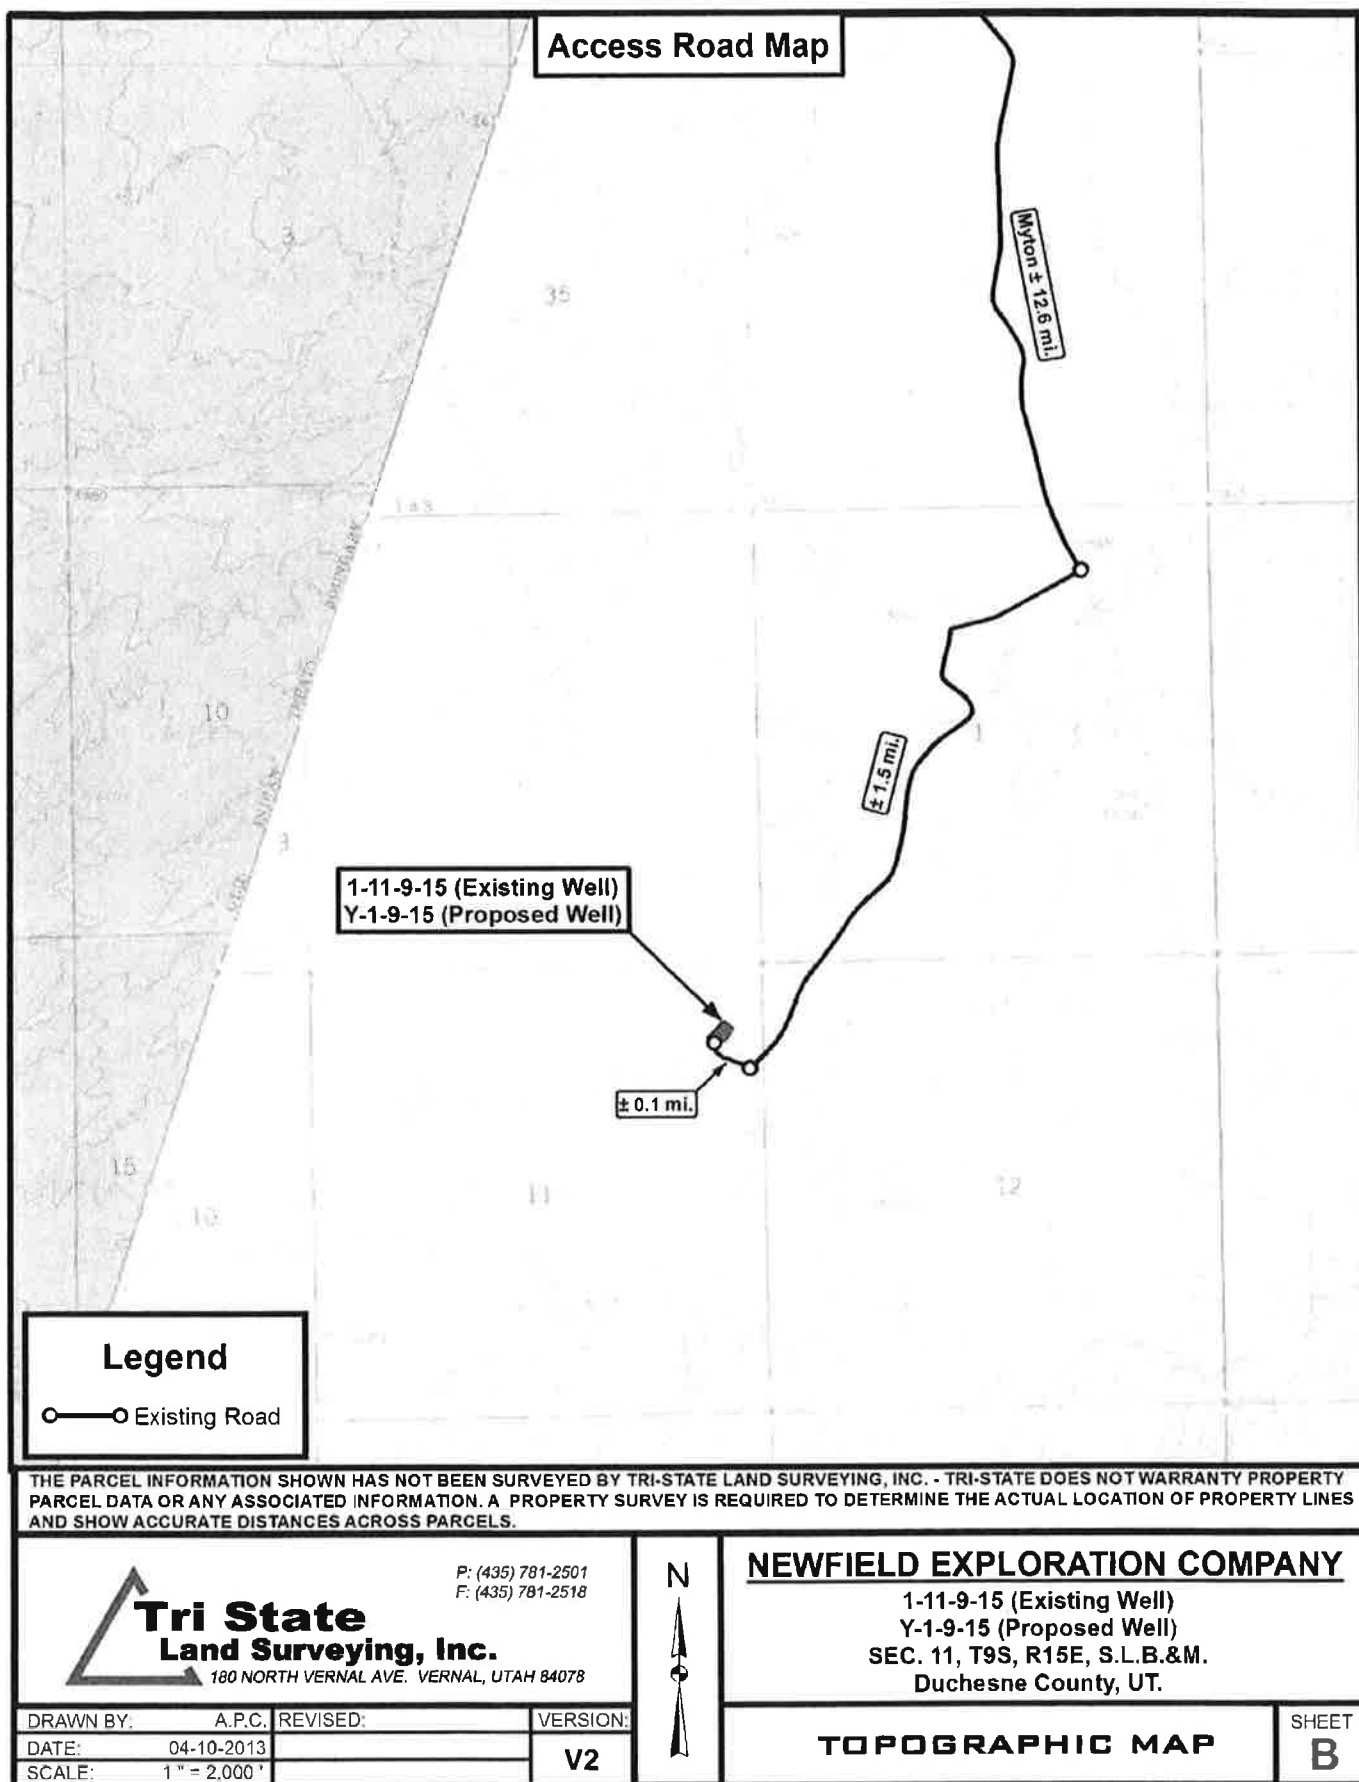 Access Road Map
3
35
Myton ± 12.6 mi.
BOUNDARY
10
1
± 1.5 mi.
3
1-11-9-15 (Existing Well)
Y-1-9-15 (Proposed Well)
± 0.1 mi.
15
10
11
12
Legend
Existing Road
THE PARCEL INFORMATION SHOWN HAS NOT BEEN SURVEYED BY TRI-STATE LAND SURVEYING, INC. - TRI-STATE DOES NOT WARRANTY PROPERTY
PARCEL DATA OR ANY ASSOCIATED INFORMATION. A PROPERTY SURVEY IS REQUIRED TO DETERMINE THE ACTUAL LOCATION OF PROPERTY LINES
AND SHOW ACCURATE DISTANCES ACROSS PARCELS.
P: (435) 781-2501
F: (435) 781-2518
Tri State
Land Surveying, Inc.
180 NORTH VERNAL AVE. VERNAL, UTAH 84078
N
NEWFIELD EXPLORATION COMPANY
1-11-9-15 (Existing Well)
Y-1-9-15 (Proposed Well)
SEC. 11, T9S, R15E, S.L.B.&M.
Duchesne County, UT.
DRAWN BY: A.P.C. REVISED: VERSION:
DATE: 04-10-2013
V2
SCALE: 1" = 2,000'
TOPOGRAPHIC MAP
SHEET
B